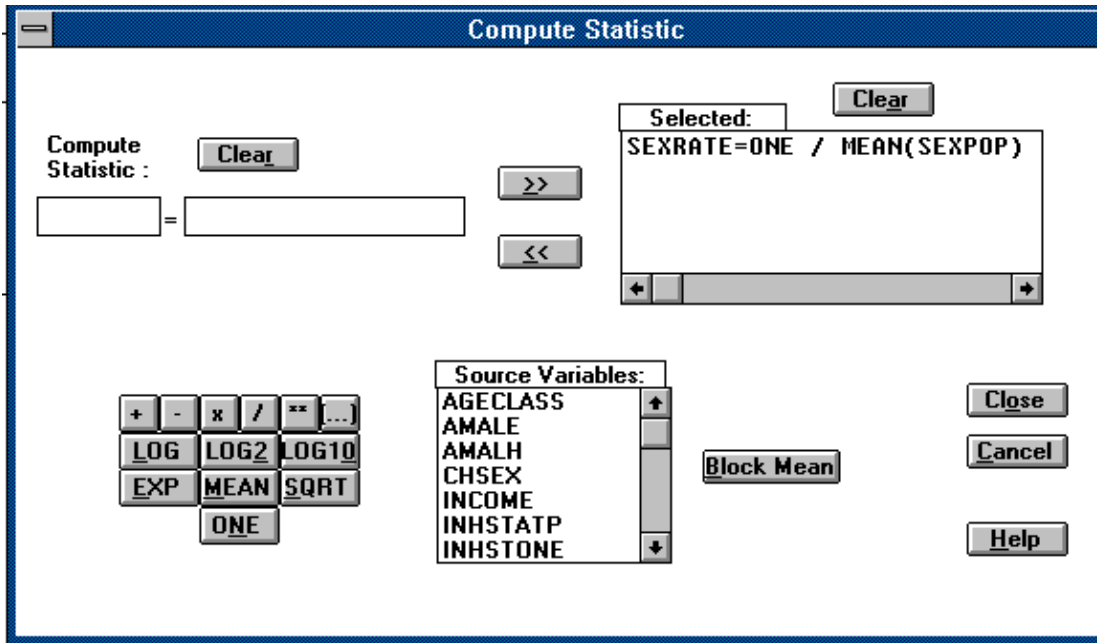 Compute Statistic
Clear
Selected:
Compute
Statistic :
Clear
SEXRATE=ONE / MEAN(SEXPOP)
>>
=
<<
Source Variables:
+ - x / ** (...)
AGECLASS
AMALE
AMALH
CHSEX
INCOME
INHSTATP
INHSTONE
LOG LOG2 LOG10
EXP MEAN SQRT
ONE
Block Mean
Close
Cancel
Help